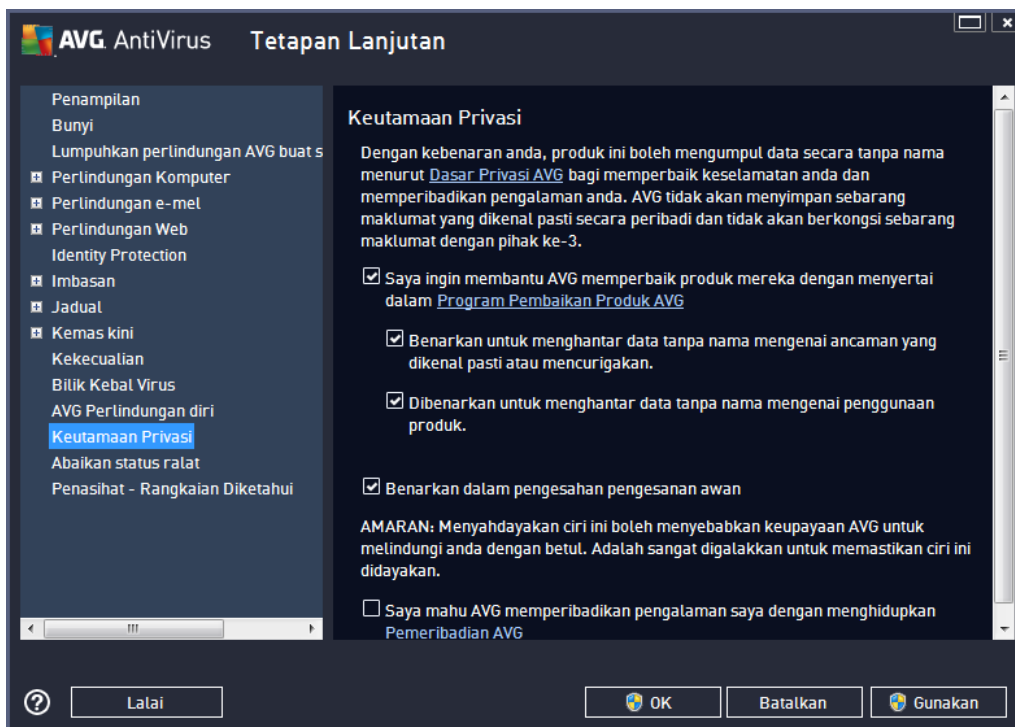 AVG. AntiVirus Tetapan Lanjutan
Penampilan
Bunyi
Lumpuhkan perlindungan AVG buat s
Perlindungan Komputer
Perlindungan e-mel
Perlindungan Web
Identity Protection
Imbasan
Jadual
Kemas kini
Kekecualian
Bilik Kebal Virus
AVG Perlindungan diri
Keutamaan Privasi
Abaikan status ralat
Penasihat - Rangkaian Diketahui
Keutamaan Privasi
Dengan kebenaran anda, produk ini boleh mengumpul data secara tanpa nama
menurut Dasar Privasi AVG bagi memperbaik keselamatan anda dan
memperibadikan pengalaman anda. AVG tidak akan menyimpan sebarang
maklumat yang dikenal pasti secara peribadi dan tidak akan berkongsi sebarang
maklumat dengan pihak ke-3.
Saya ingin membantu AVG memperbaik produk mereka dengan menyertai
dalam Program Pembaikan Produk AVG
Benarkan untuk menghantar data tanpa nama mengenai ancaman yang
dikenal pasti atau mencurigakan.
Dibenarkan untuk menghantar data tanpa nama mengenai penggunaan
produk.
Benarkan dalam pengesahan pengesanan awan
AMARAN: Menyahdayakan ciri ini boleh menyebabkan keupayaan AVG untuk
melindungi anda dengan betul. Adalah sangat digalakkan untuk memastikan ciri ini
didayakan.
Saya mahu AVG memperibadikan pengalaman saya dengan menghidupkan
Pemeribadian AVG
? Lalai OK Batalkan Gunakan